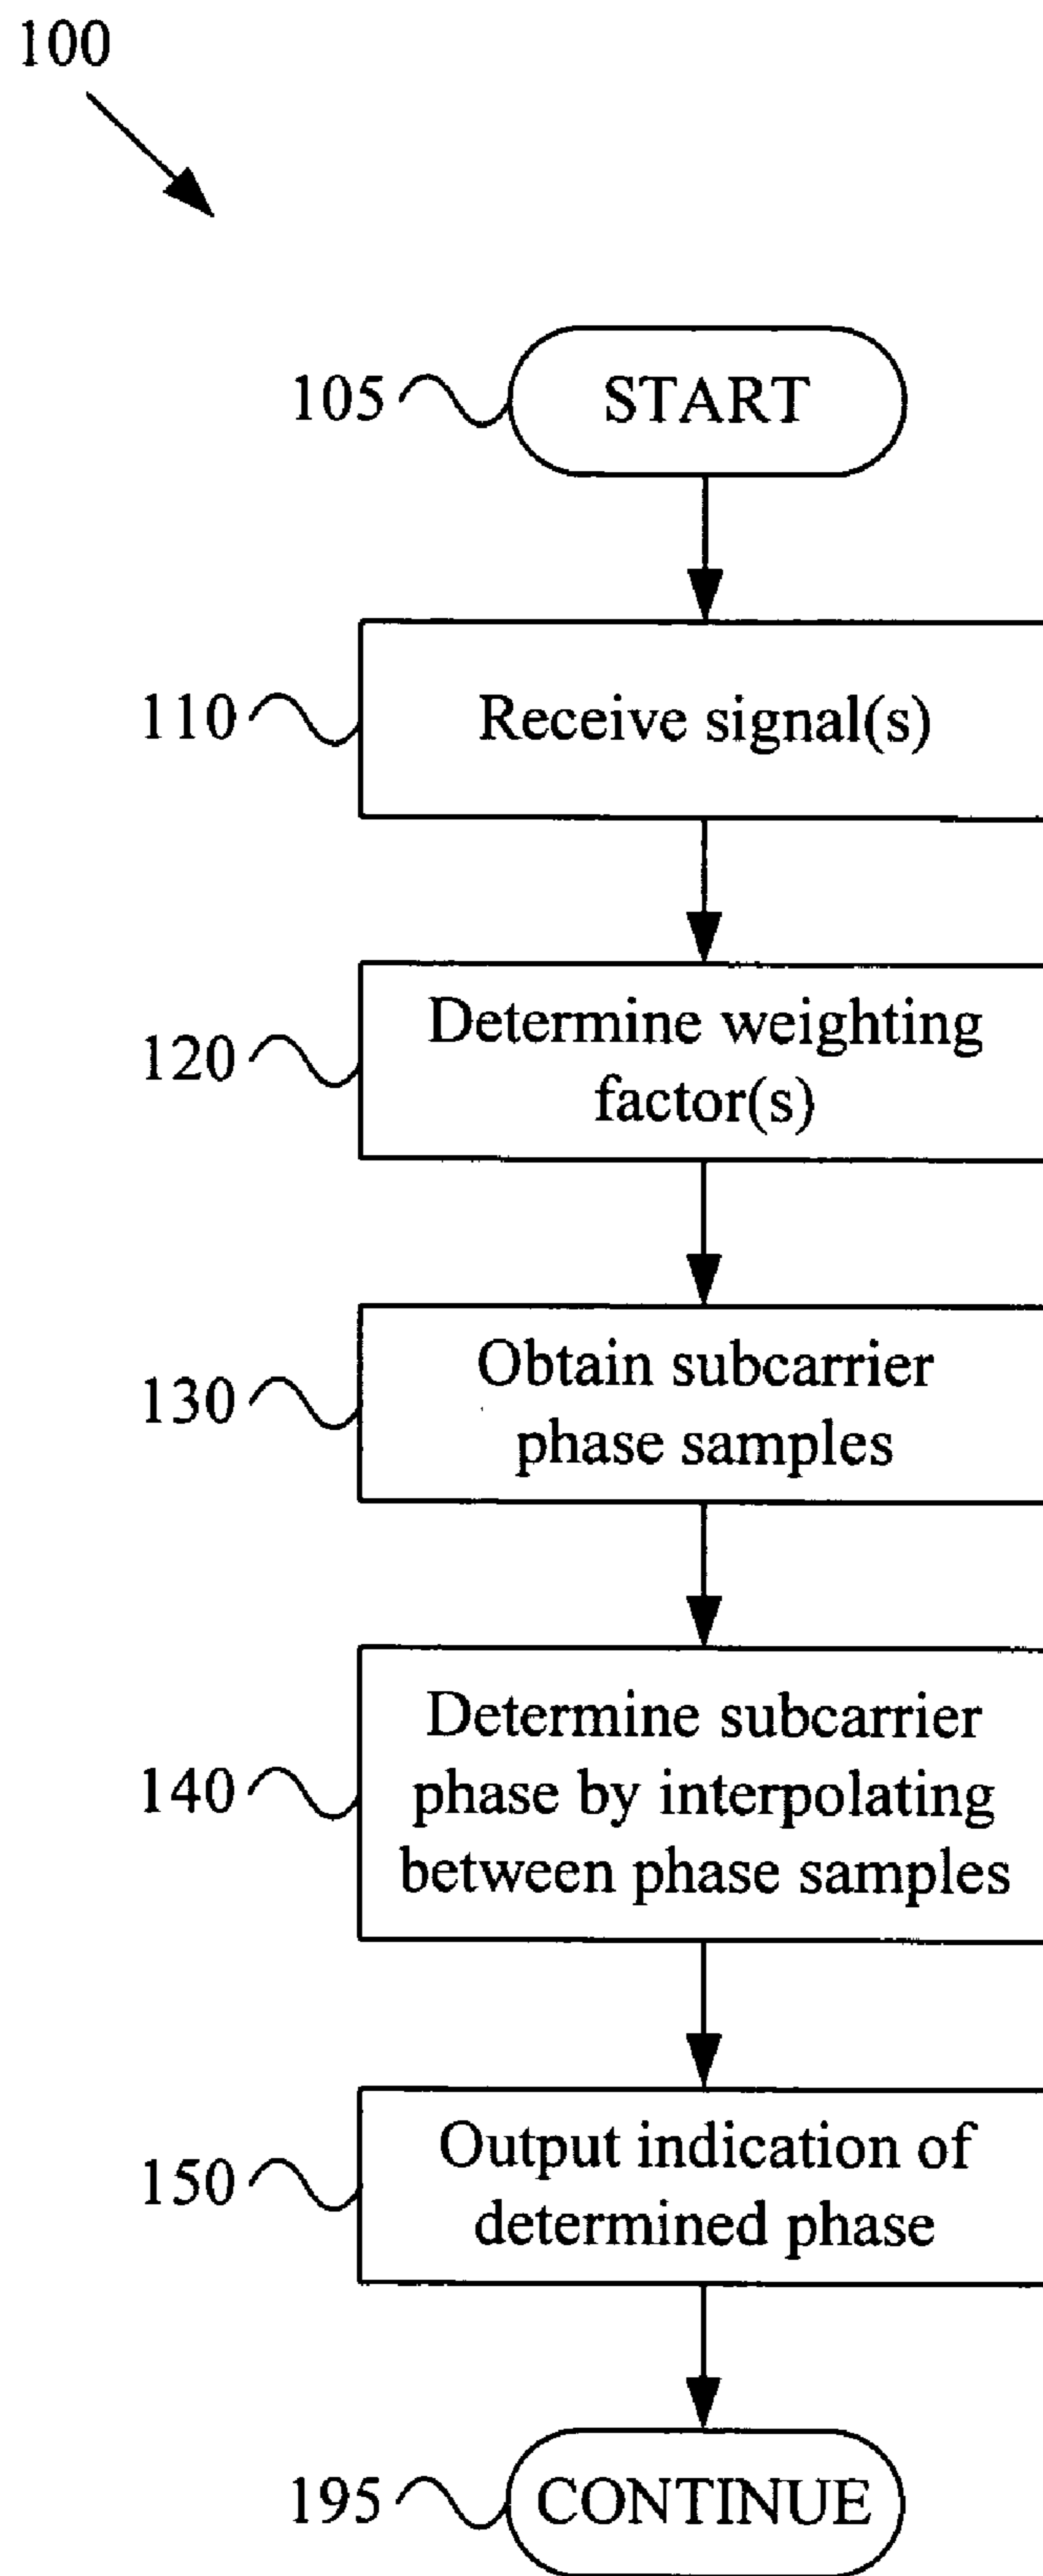 100
105
START
110
Receive signal(s)
120
Determine weighting
factor(s)
130
Obtain subcarrier
phase samples
140
Determine subcarrier
phase by interpolating
between phase samples
150
Output indication of
determined phase
195
CONTINUE